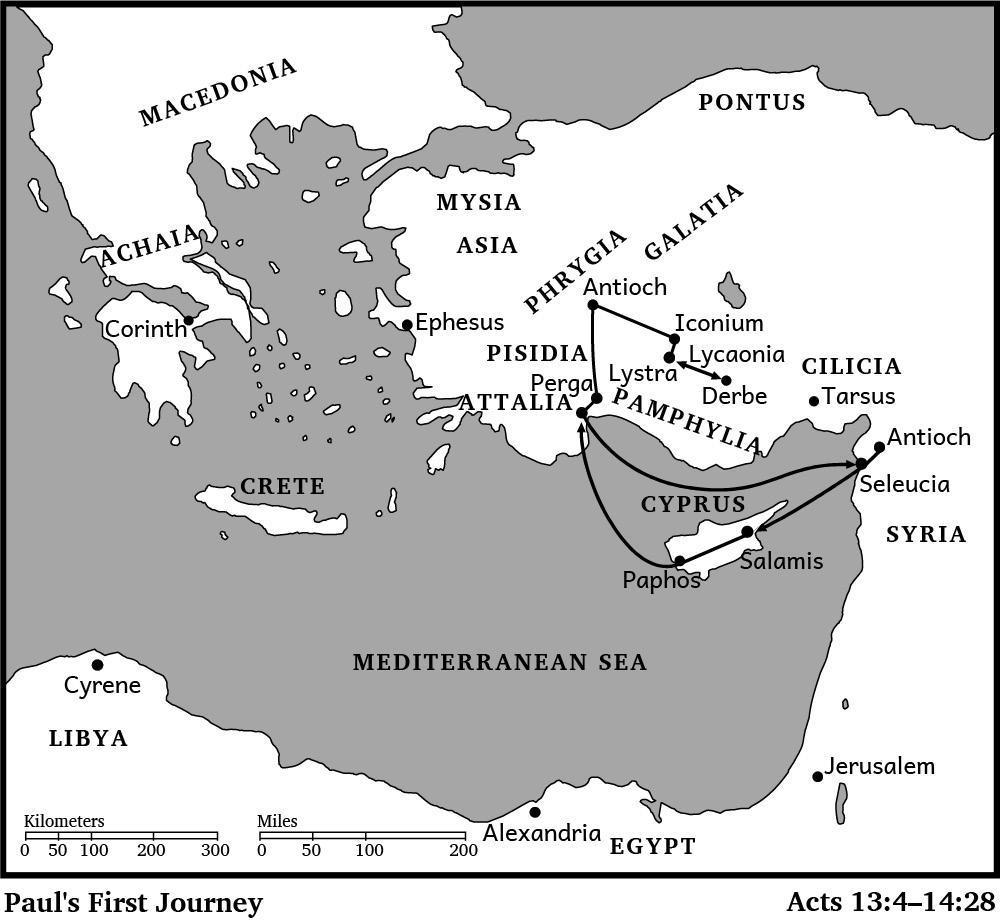 MACEDONIA
PONTUS
MYSIA
GALATIA
ASIA
PHRYGIA
ACHAIA
Antioch
Corinth
Ephesus
Iconium
PISIDIA
Lycaonia
Lystra
CILICIA
Perga
Derbe
Tarsus
ATTALIA
PAMPHYLIA
Antioch
CRETE
Seleucia
CYPRUS
SYRIA
Salamis
Paphos
MEDITERRANEAN SEA
Cyrene
LIBYA
Jerusalem
Kilometers
0 50 100 200 300
Miles
0 50 100 200
Alexandria
EGYPT
Paul's First Journey
Acts 13:4–14:28